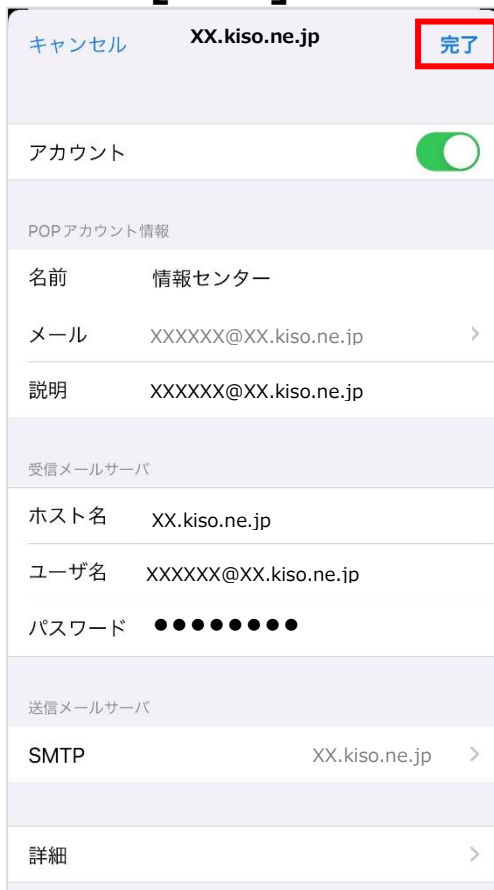 キャンセル XX.kiso.ne.jp 完了
アカウント
POPアカウント情報
名前 情報センター
メール XXXXXX@XX.kiso.ne.jp
説明 XXXXXX@XX.kiso.ne.jp
受信メールサーバ
ホスト名 XX.kiso.ne.jp
ユーザ名 XXXXXX@XX.kiso.ne.jp
パスワード ●●●●●●●●
送信メールサーバ
SMTP XX.kiso.ne.jp
詳細